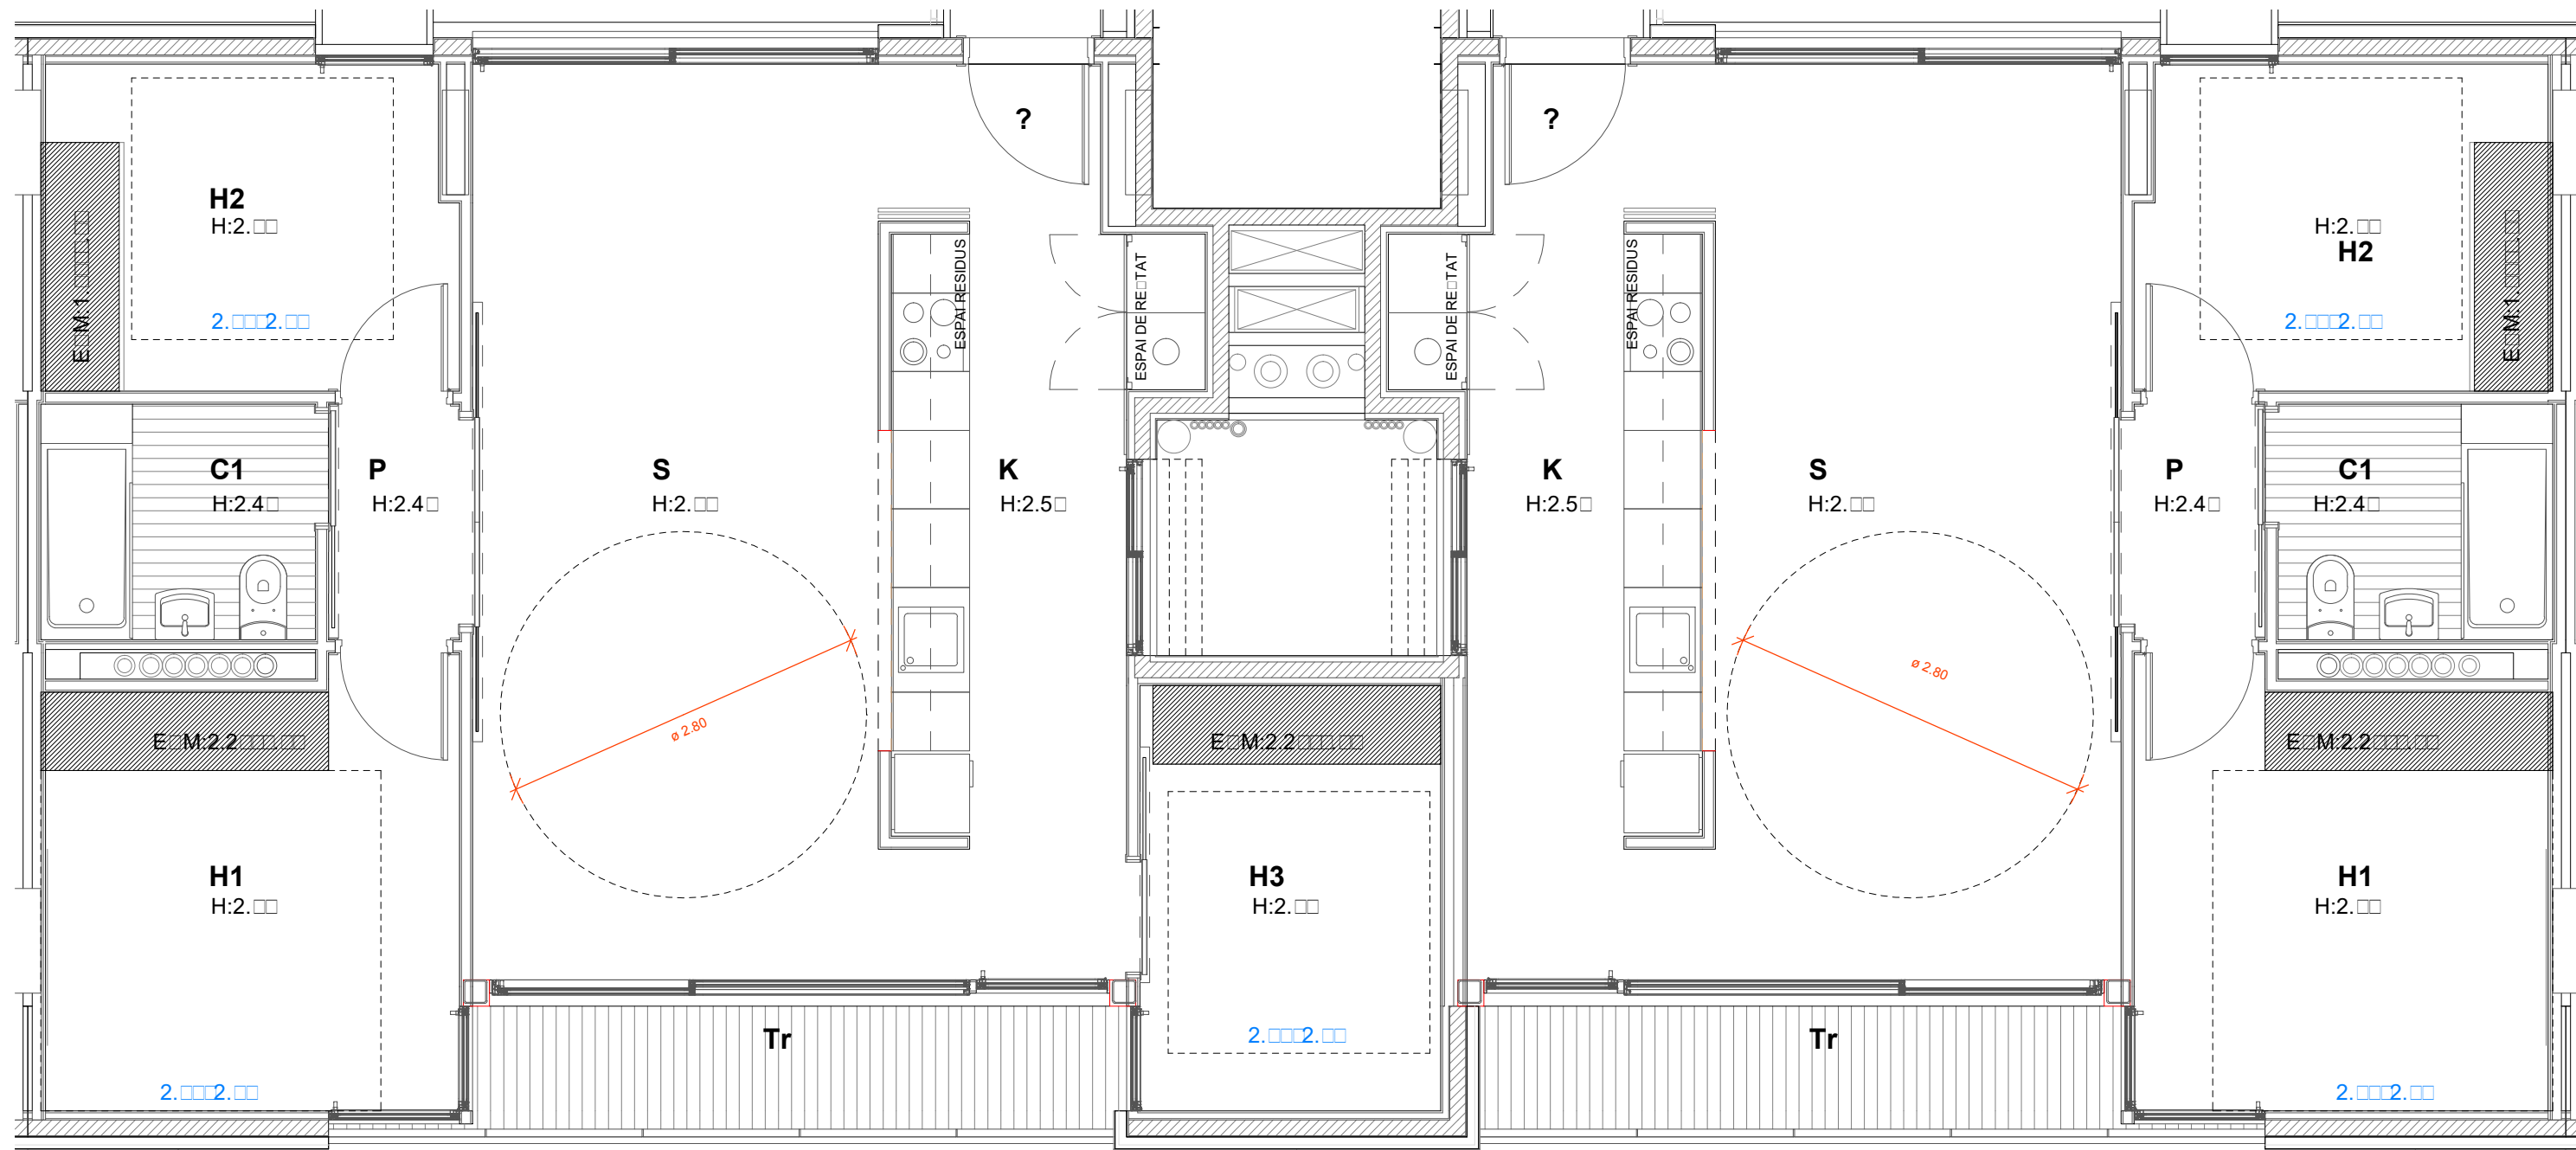 ?
?
H2
H:2.□□
H:2.□□
H2
E□M:1.□□□□.□□
E□M:1.□□□□.□□
ESPAI RESIDUS
ESPAI DE RE□TAT
ESPAI DE RE□TAT
ESPAI RESIDUS
2.□□□2.□□
2.□□□2.□□
C1
H:2.4□
P
H:2.4□
S
H:2.□□
K
H:2.5□
K
H:2.5□
S
H:2.□□
P
H:2.4□
C1
H:2.4□
ø 2.80
ø 2.80
E□M:2.2□□□.□□
E□M:2.2□□□.□□
E□M:2.2□□□.□□
H1
H:2.□□
H3
H:2.□□
H1
H:2.□□
Tr
2.□□□2.□□
Tr
2.□□□2.□□
2.□□□2.□□